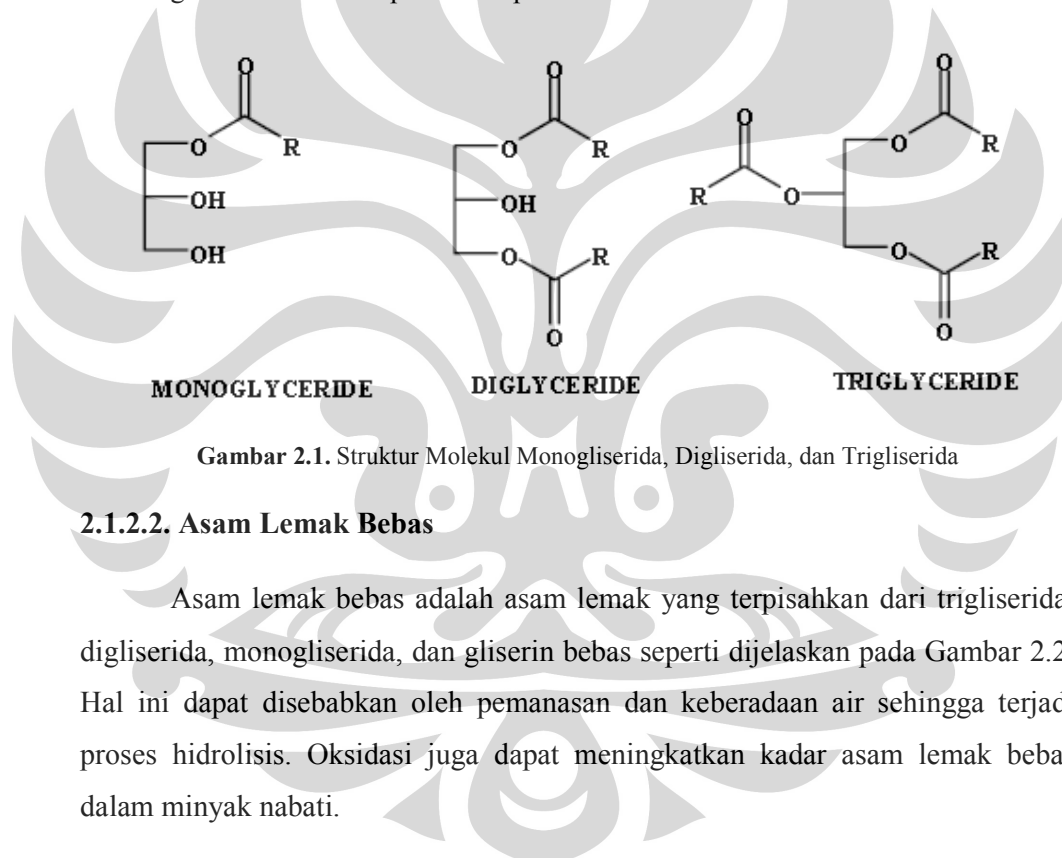 O O O
O R O R O O R
OH OH R O
OH O R O R
O O
MONOGLYCERIDE DIGLYCERIDE TRIGLYCERIDE
Gambar 2.1. Struktur Molekul Monogliserida, Digliserida, dan Trigliserida
2.1.2.2. Asam Lemak Bebas
Asam lemak bebas adalah asam lemak yang terpisahkan dari trigliserida
digliserida, monogliserida, dan gliserin bebas seperti dijelaskan pada Gambar 2.2
Hal ini dapat disebabkan oleh pemanasan dan keberadaan air sehingga terjad
proses hidrolisis. Oksidasi juga dapat meningkatkan kadar asam lemak beba
dalam minyak nabati.